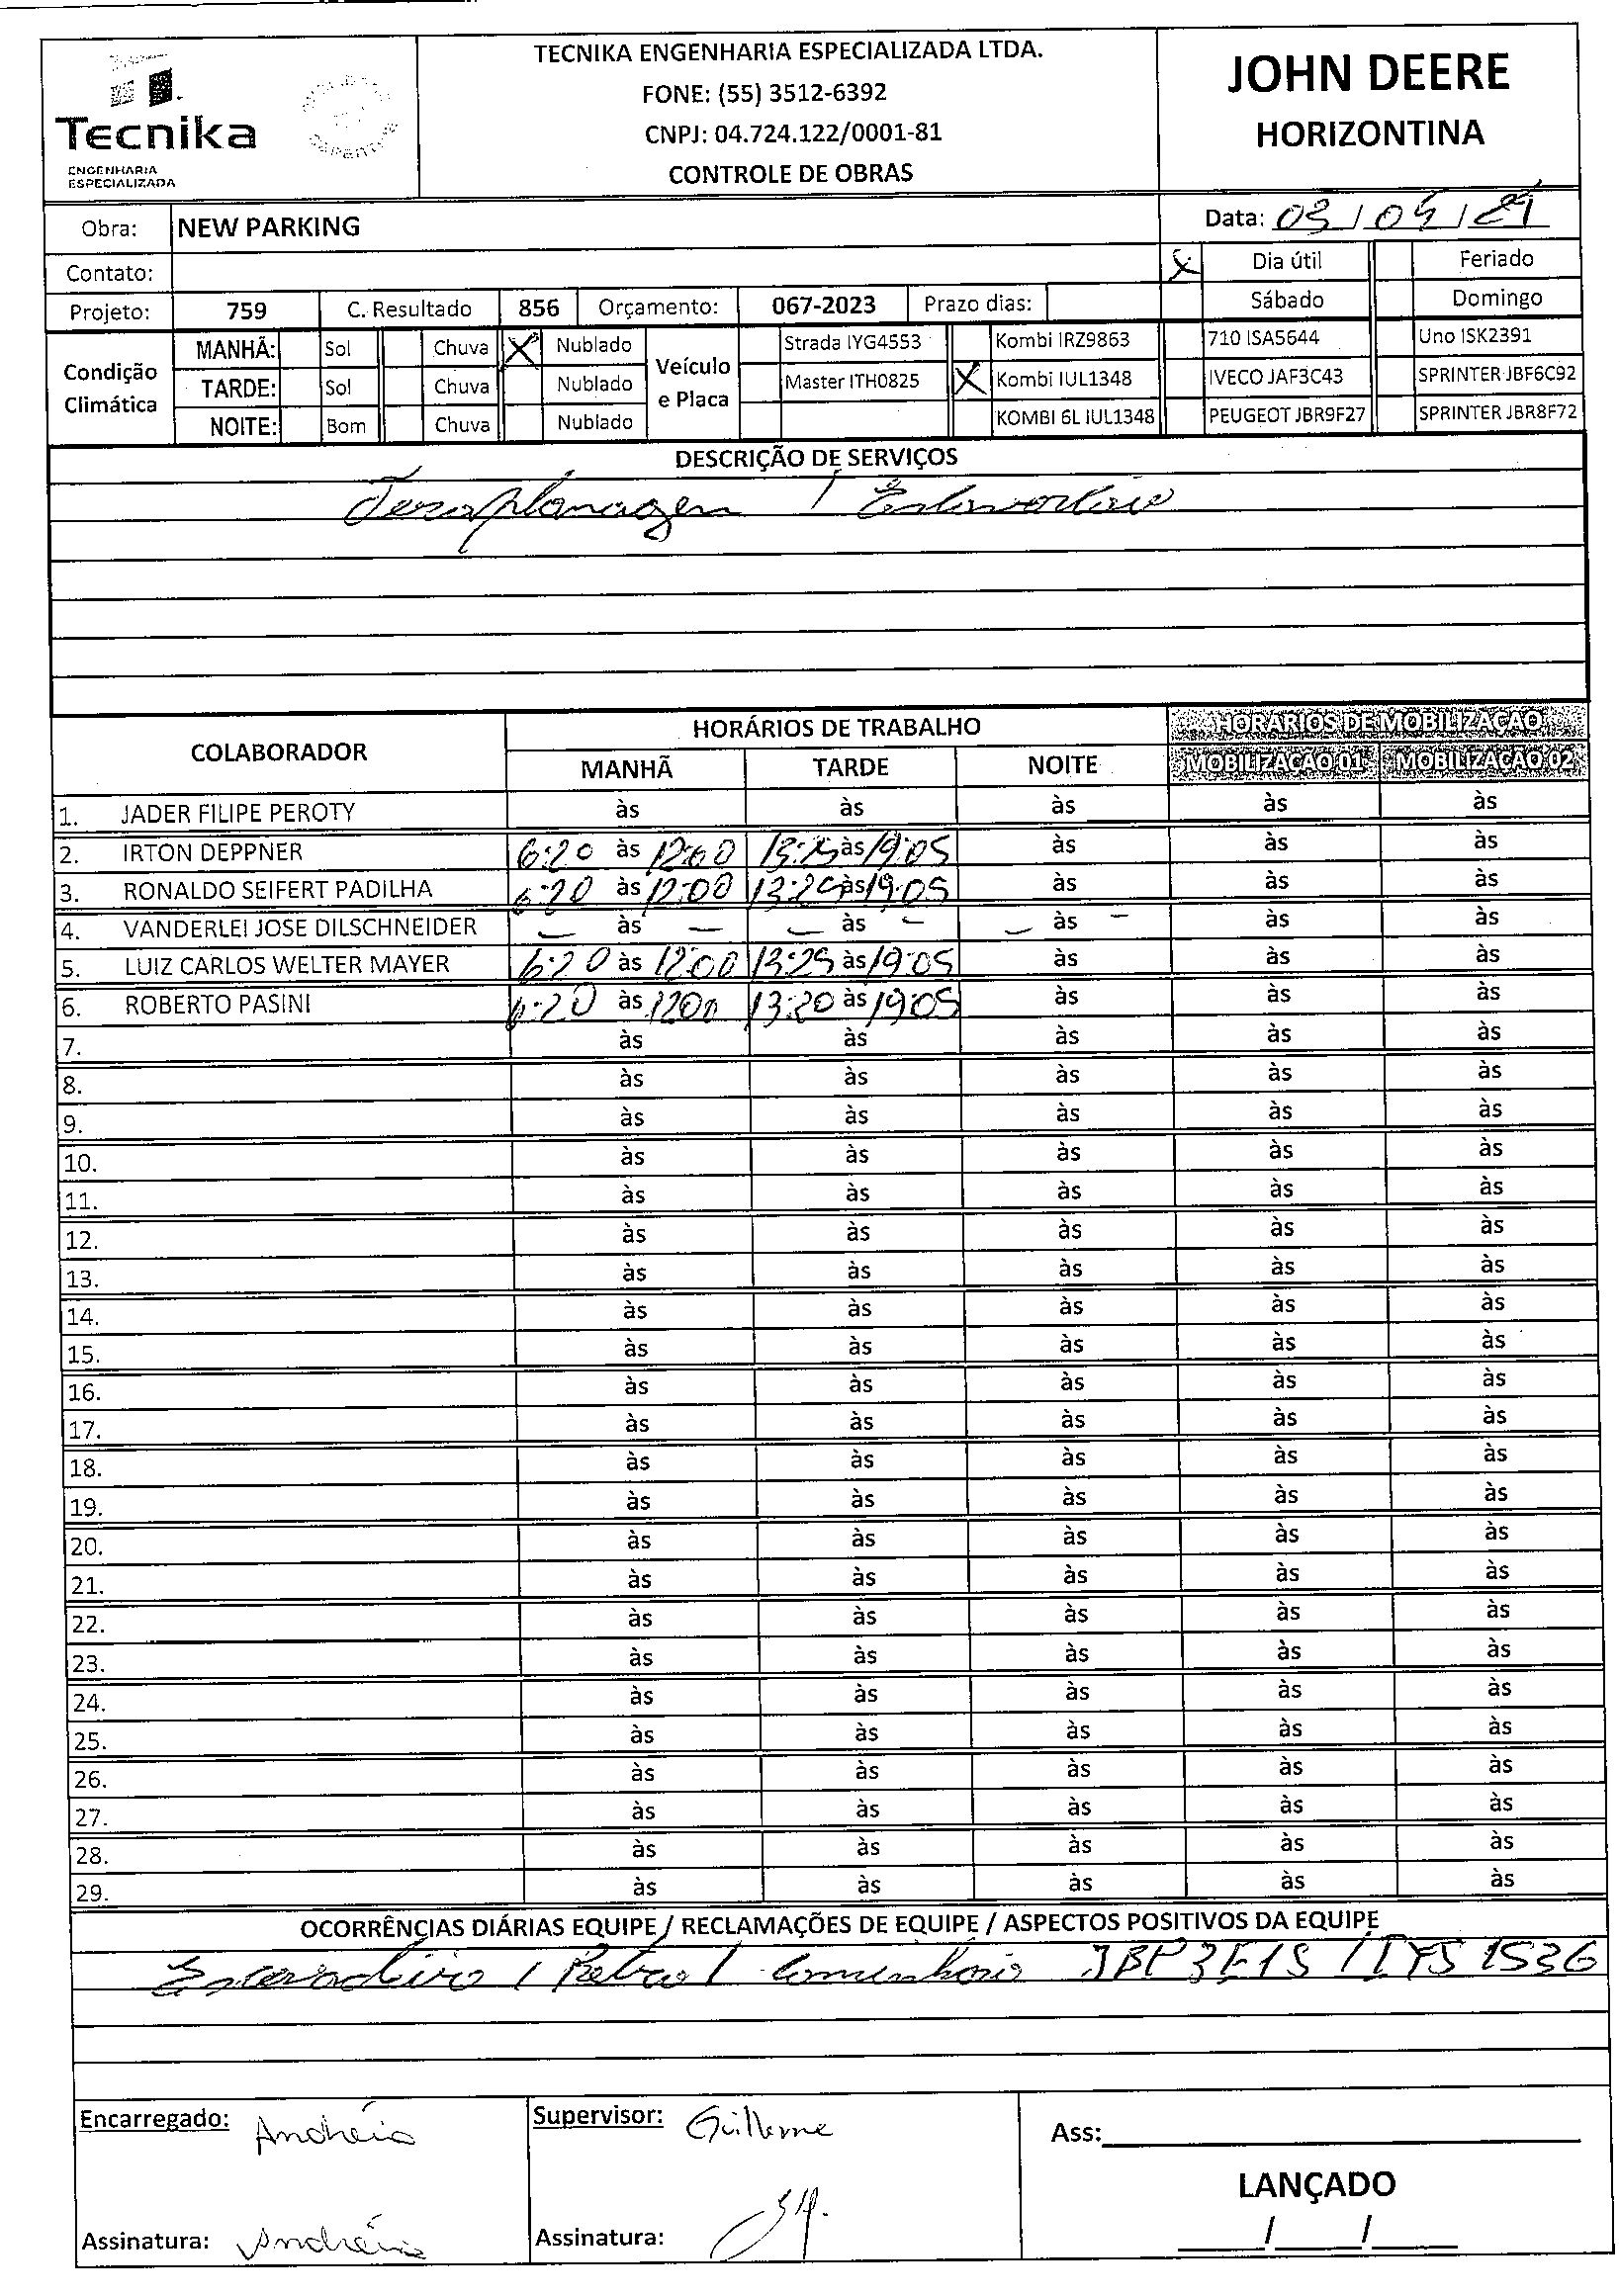 TECNIKA ENGENHARIA ESPECIALIZADA LTDA.
FONE: (55) 3512-6392
CNPJ: 04.724.122/0001-81
CONTROLE DE OBRAS
Tecnika
ENGENHARIA
ESPECIALIZADA
JOHN DEERE
HORIZONTINA
Obra: NEW PARKING
Data: 03/04/24
Contato:
Dia útil Feriado
Projeto: 759 C. Resultado 856 Orçamento: 067-2023 Prazo dias:
Sábado Domingo
Condição Climática
MANHÃ: Sol Chuva X Nublado
TARDE: Sol Chuva Nublado
NOITE: Bom Chuva Nublado
Veículo e Placa
Strada IYG4553 Kombi IRZ9863 710 ISA5644 Uno ISK2391
Master ITH0825 X Kombi IUL1348 IVECO JAF3C43 SPRINTER JBF6C92
KOMBI 6L IUL1348 PEUGEOT JBR9F27 SPRINTER JBR8F72
DESCRIÇÃO DE SERVIÇOS
Terraplanagem /
COLABORADOR HORÁRIOS DE TRABALHO HORÁRIOS DE MOBILIZAÇÃO
MANHÃ TARDE NOITE MOBILIZAÇÃO 01 MOBILIZAÇÃO 02
1. JADER FILIPE PEROTY às às às às às
2. IRTON DEPPNER 6:20 às 12:00 13:25 às 19:05 às às às
3. RONALDO SEIFERT PADILHA 6:20 às 12:00 às 19:05 às às às
4. VANDERLEI JOSE DILSCHNEIDER – às – – às – – às – às às
5. LUIZ CARLOS WELTER MAYER 6:20 às 12:00 13:25 às 19:05 às às às
6. ROBERTO PASINI 6:20 às 1200 13:20 às 19:05 às às às
7. às às às às às
8. às às às às às
9. às às às às às
10. às às às às às
11. às às às às às
12. às às às às às
13. às às às às às
14. às às às às às
15. às às às às às
16. às às às às às
17. às às às às às
18. às às às às às
19. às às às às às
20. às às às às às
21. às às às às às
22. às às às às às
23. às às às às às
24. às às às às às
25. às às às às às
26. às às às às às
27. às às às às às
28. às às às às às
29. às às às às às
OCORRÊNCIAS DIÁRIAS EQUIPE / RECLAMAÇÕES DE EQUIPE / ASPECTOS POSITIVOS DA EQUIPE
/ Retro / JBP3E15 / 1536
Encarregado: Andréia
Supervisor: Guilherme
Ass:
LANÇADO
Assinatura: Andréia
Assinatura:
/ /